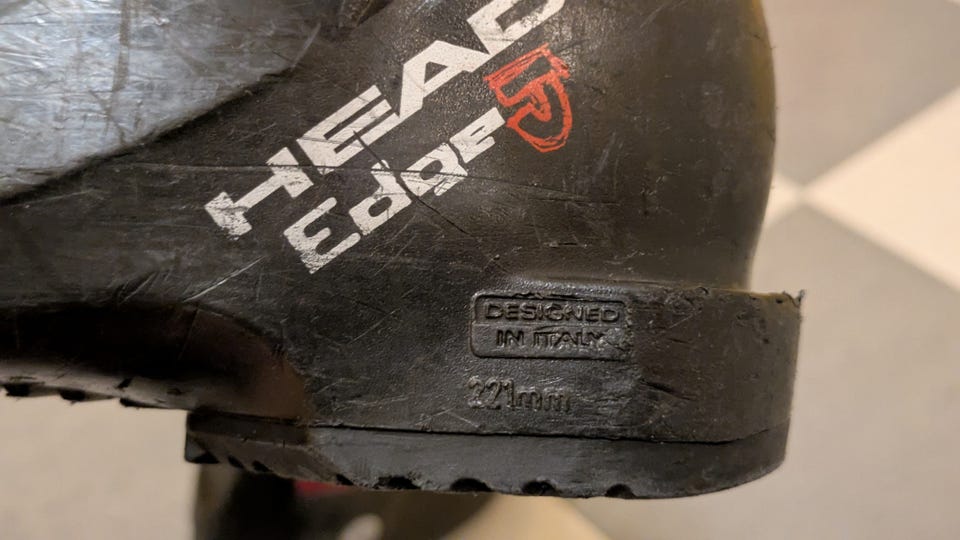 HEAD
Edge J
DESIGNED
IN ITALY
221mm